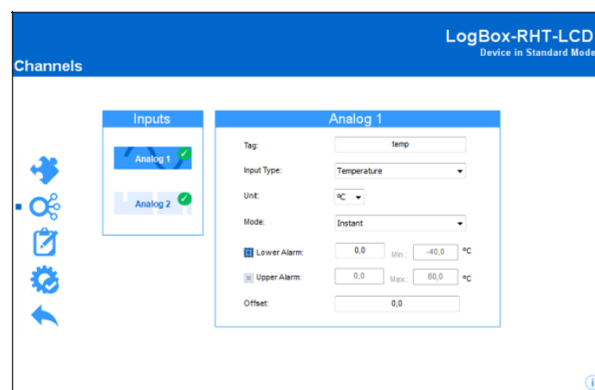 LogBox-RHT-LCD
Device in Standard Mode
Channels
Inputs
Analog 1
Analog 2
Analog 1
Tag: temp
Input Type: Temperature
Unit: ºC
Mode: Instant
Lower Alarm: 0,0 Min.: -40,0 ºC
Upper Alarm: 0,0 Max.: 80,0 ºC
Offset: 0,0